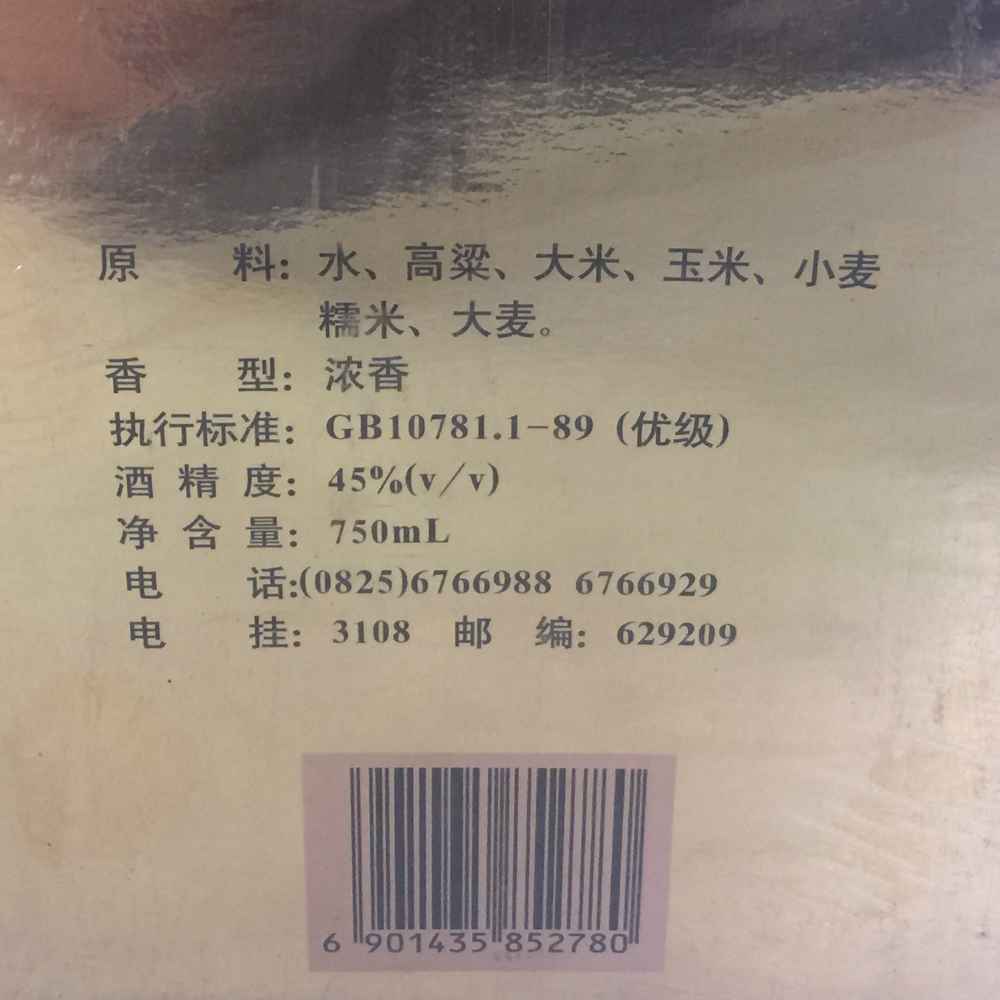 原 料: 水、高粱、大米、玉米、小麦
糯米、大麦。
香 型: 浓香
执行标准: GB10781.1-89 (优级)
酒 精 度: 45%(v/v)
净 含 量: 750mL
电 话:(0825)6766988 6766929
电 挂: 3108 邮 编: 629209
6 901435 852780